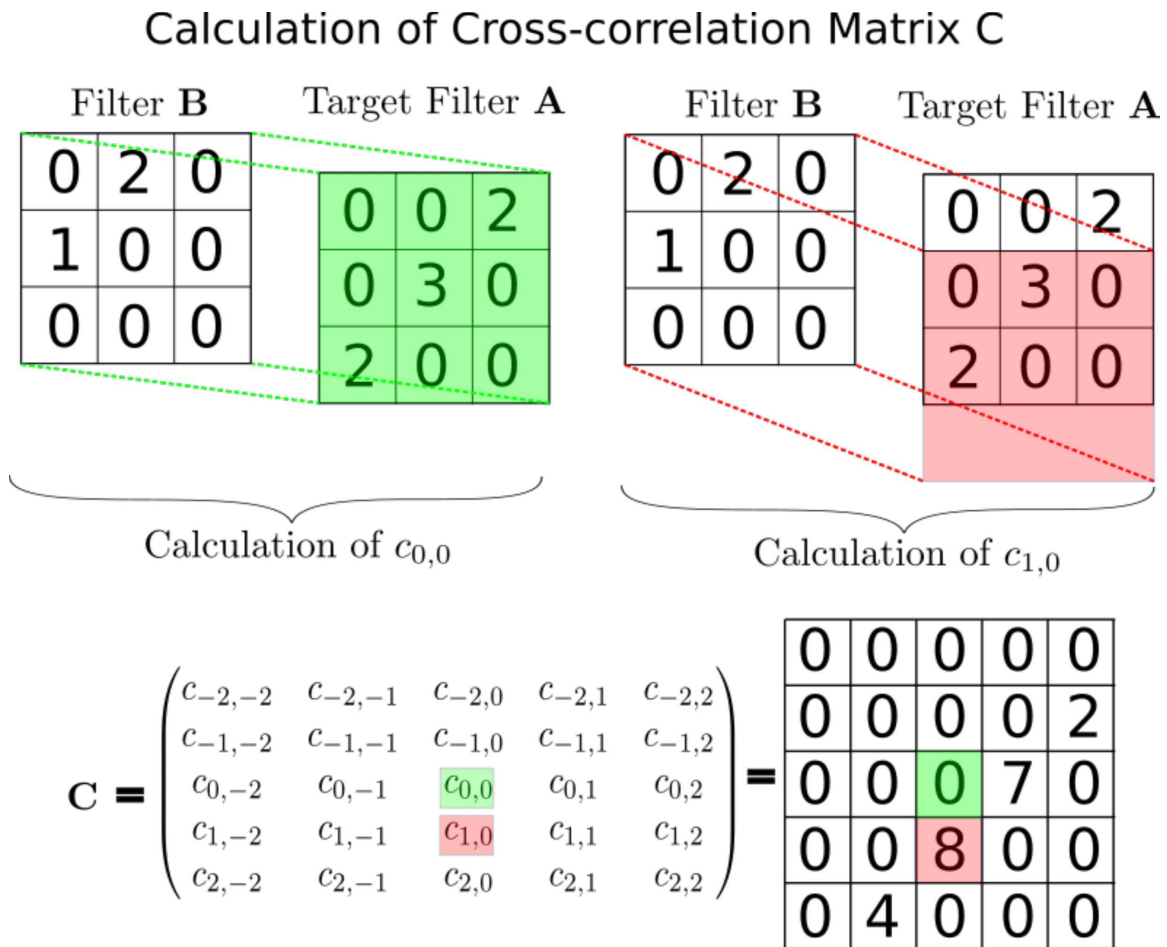 Calculation of Cross-correlation Matrix C
Filter B Target Filter A
0 2 0
1 0 0
0 0 0
0 0 2
0 3 0
2 0 0
Calculation of c0,0
Filter B Target Filter A
0 2 0
1 0 0
0 0 0
0 0 2
0 3 0
2 0 0
Calculation of c1,0
C = ( c−2,−2 c−2,−1 c−2,0 c−2,1 c−2,2
c−1,−2 c−1,−1 c−1,0 c−1,1 c−1,2
c0,−2 c0,−1 c0,0 c0,1 c0,2
c1,−2 c1,−1 c1,0 c1,1 c1,2
c2,−2 c2,−1 c2,0 c2,1 c2,2 ) =
0 0 0 0 0
0 0 0 0 2
0 0 0 7 0
0 0 8 0 0
0 4 0 0 0